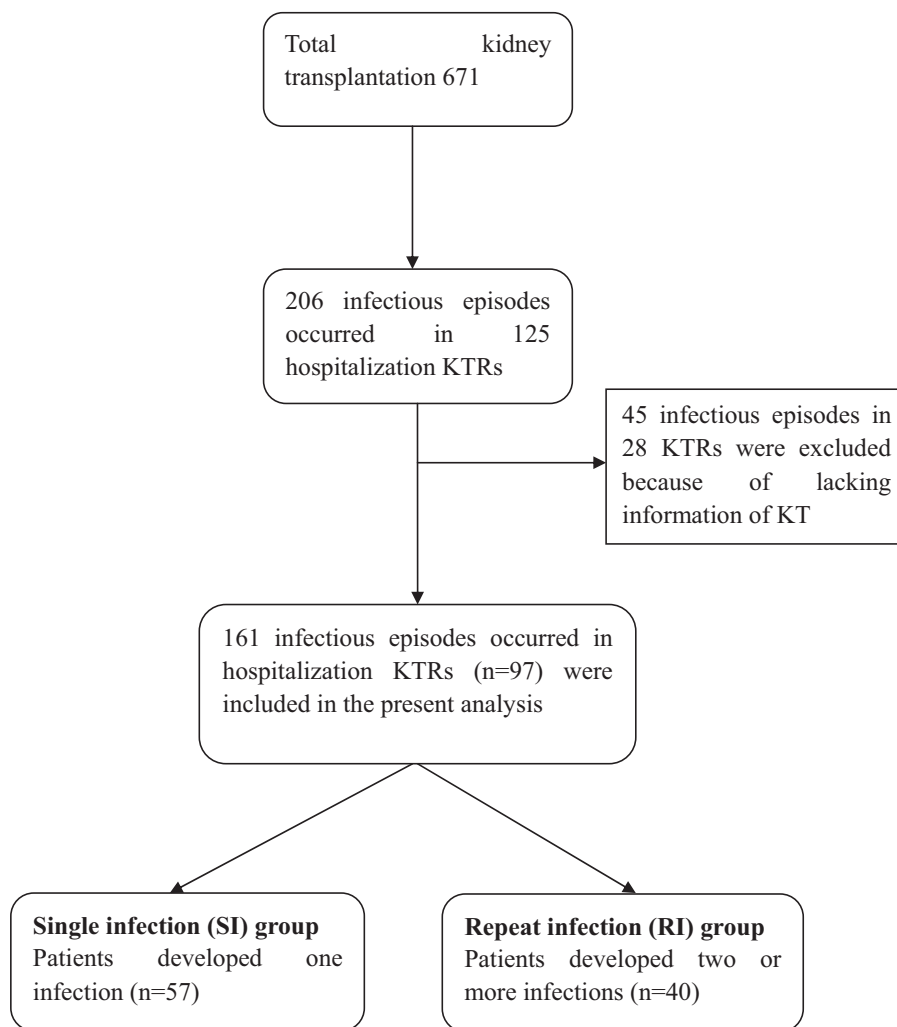 Total kidney
transplantation 671
206 infectious episodes
occurred in 125
hospitalization KTRs
45 infectious episodes in
28 KTRs were excluded
because of lacking
information of KT
161 infectious episodes occurred in
hospitalization KTRs (n=97) were
included in the present analysis
Single infection (SI) group
Patients developed one
infection (n=57)
Repeat infection (RI) group
Patients developed two or
more infections (n=40)